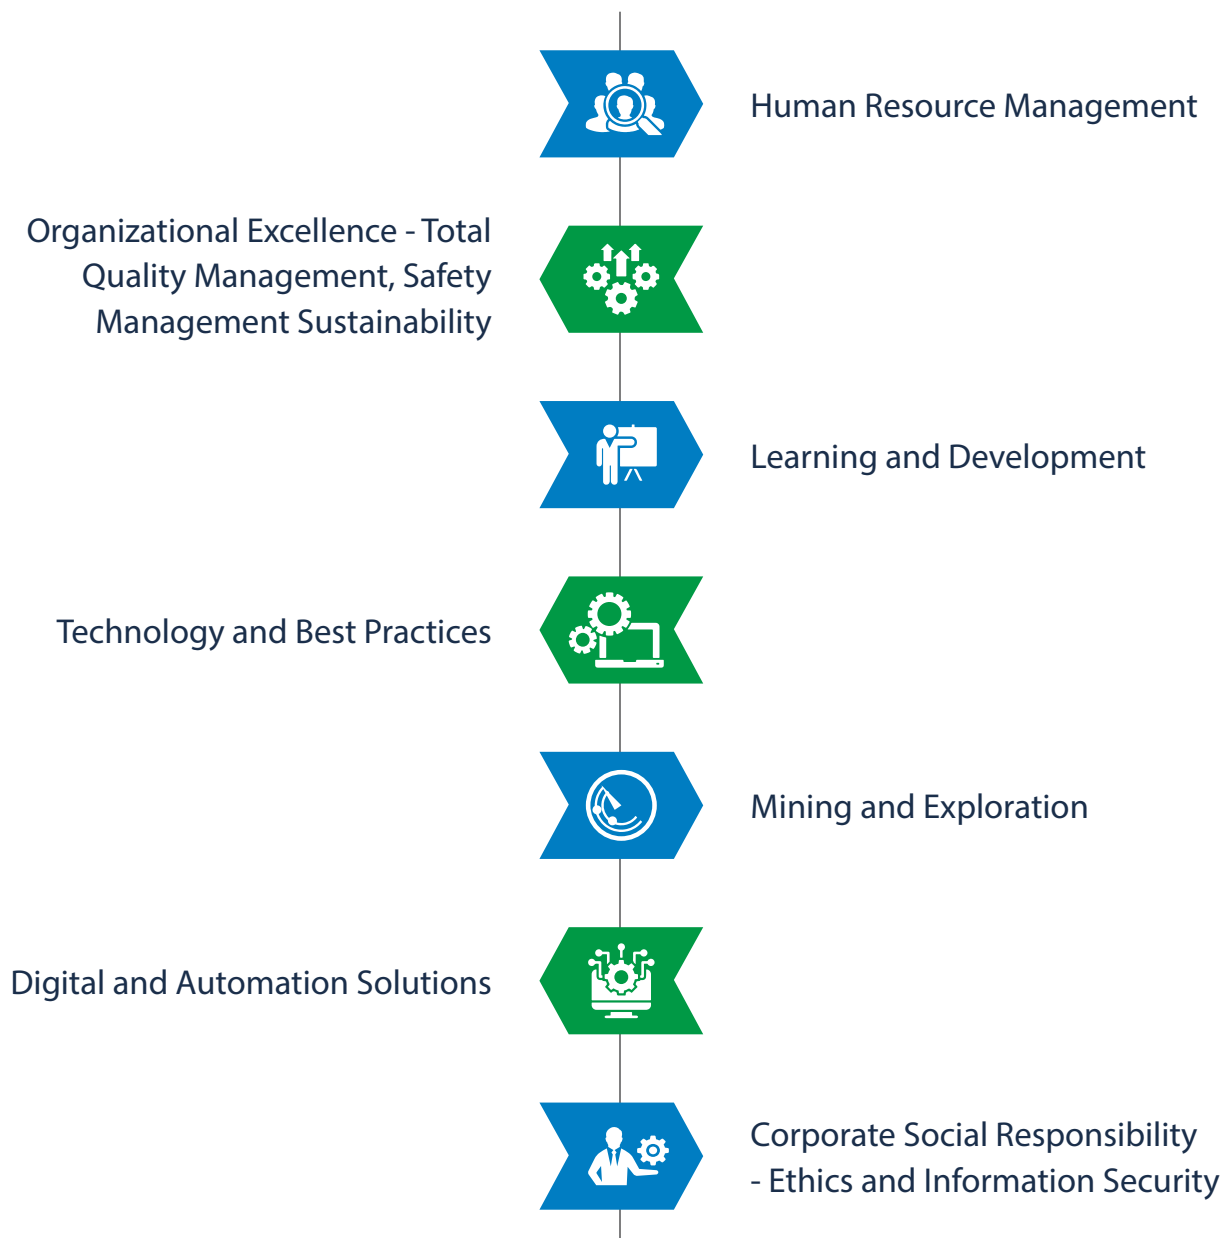 Human Resource Management
Organizational Excellence - Total
Quality Management, Safety
Management Sustainability
Learning and Development
Technology and Best Practices
Mining and Exploration
Digital and Automation Solutions
Corporate Social Responsibility
- Ethics and Information Security